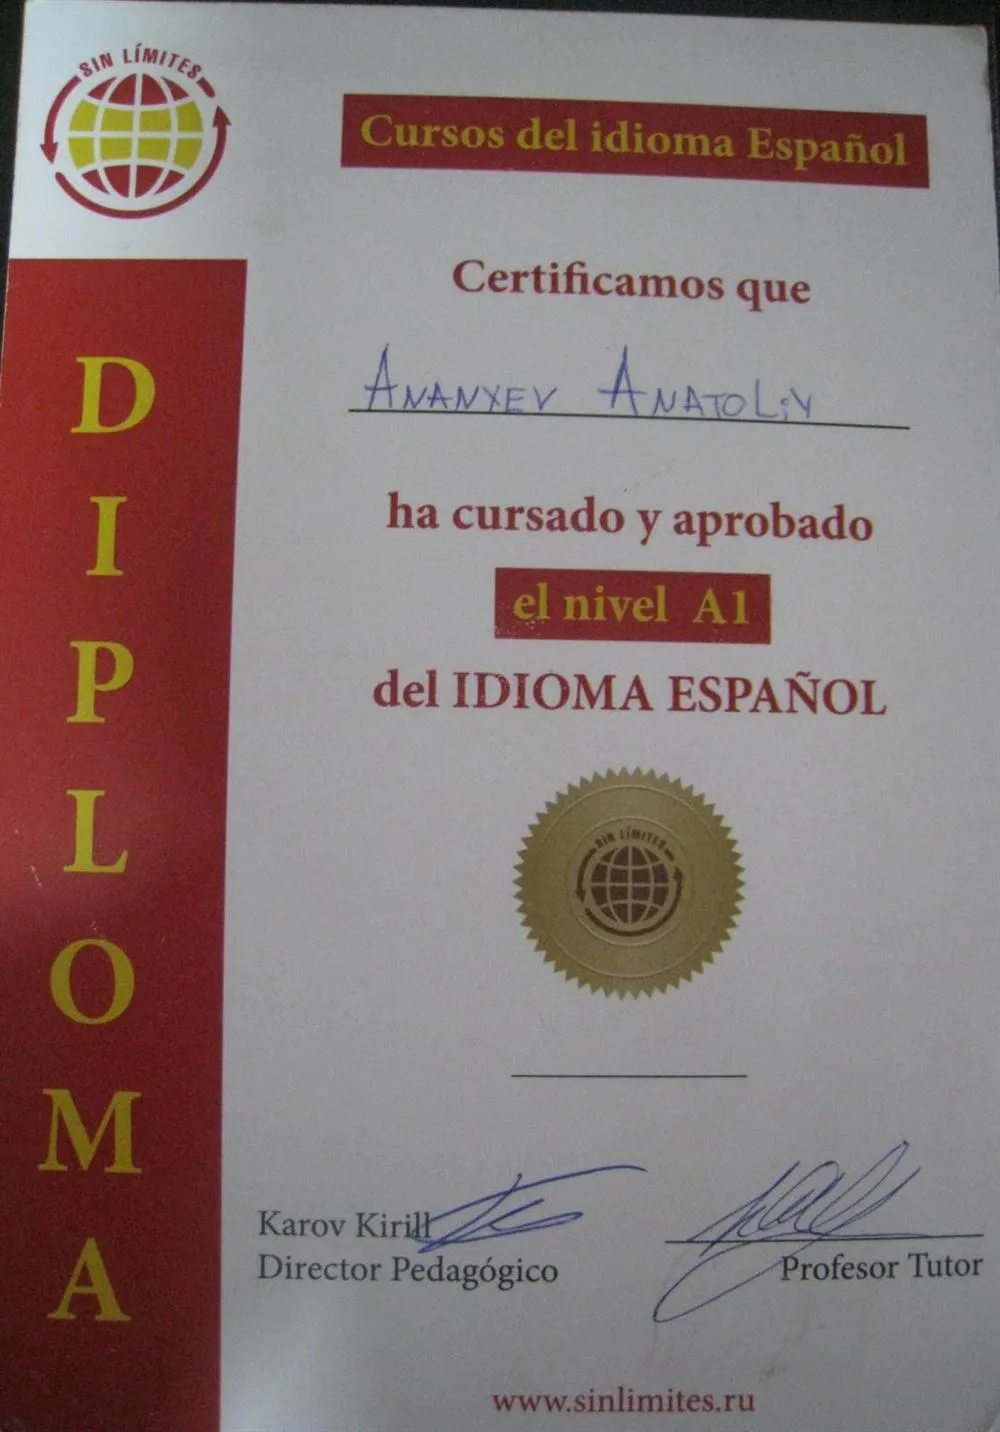 SIN LÍMITES
Cursos del idioma Español
Certificamos que
Ananyev Anatoliy
ha cursado y aprobado
el nivel A1
del IDIOMA ESPAÑOL
DIPLOMA
SIN LÍMITES
Karov Kirill
Director Pedagógico
Profesor Tutor
www.sinlimites.ru